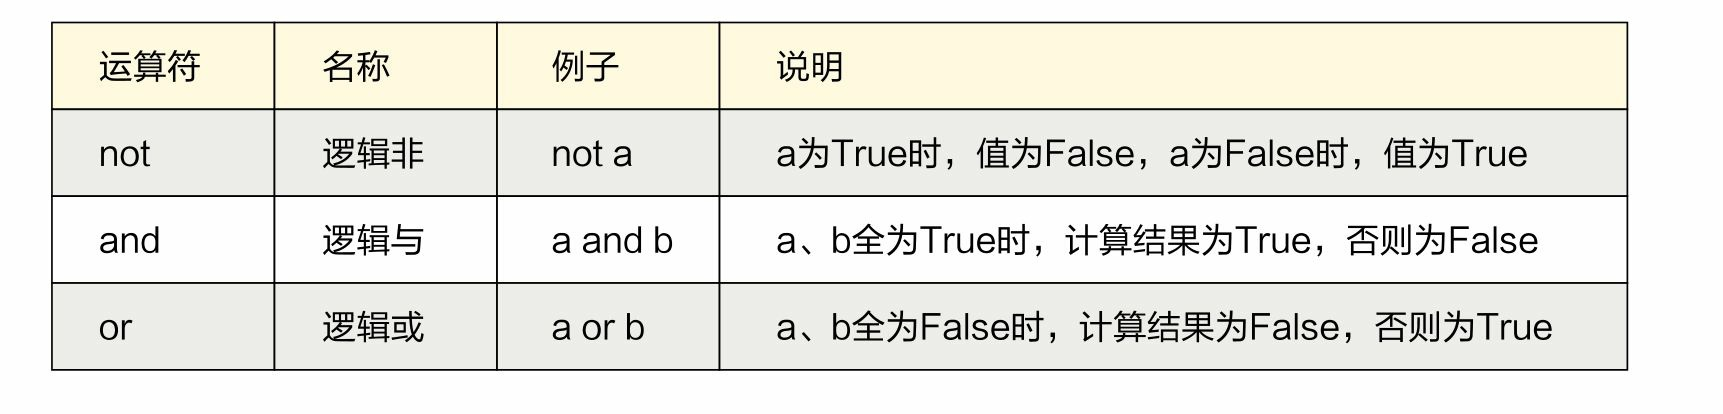 运算符 名称 例子 说明
not 逻辑非 not a a为True时，值为False，a为False时，值为True
and 逻辑与 a and b a、b全为True时，计算结果为True，否则为False
or 逻辑或 a or b a、b全为False时，计算结果为False，否则为True